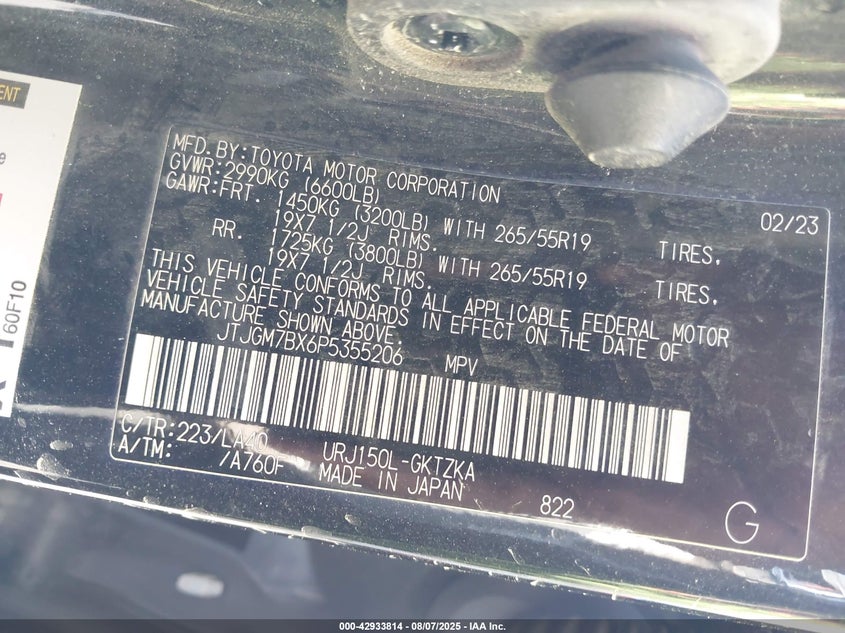 MFD. BY:TOYOTA MOTOR CORPORATION
GVWR:2990KG (6600LB)
GAWR:FRT. 1450KG (3200LB) WITH 265/55R19 TIRES, 02/23
19X7 1/2J RIMS.
RR. 1725KG (3800LB) WITH 265/55R19 TIRES,
19X7 1/2J RIMS.
THIS VEHICLE CONFORMS TO ALL APPLICABLE FEDERAL MOTOR
VEHICLE SAFETY STANDARDS IN EFFECT ON THE DATE OF
MANUFACTURE SHOWN ABOVE.
JTJGM7BX6P5355206 MPV
C/TR:223/LA40 URJ150L-GKTZKA
A/TM: /A760F MADE IN JAPAN
822
G
60F10
000-42933814 - 08/07/2025 - IAA Inc.